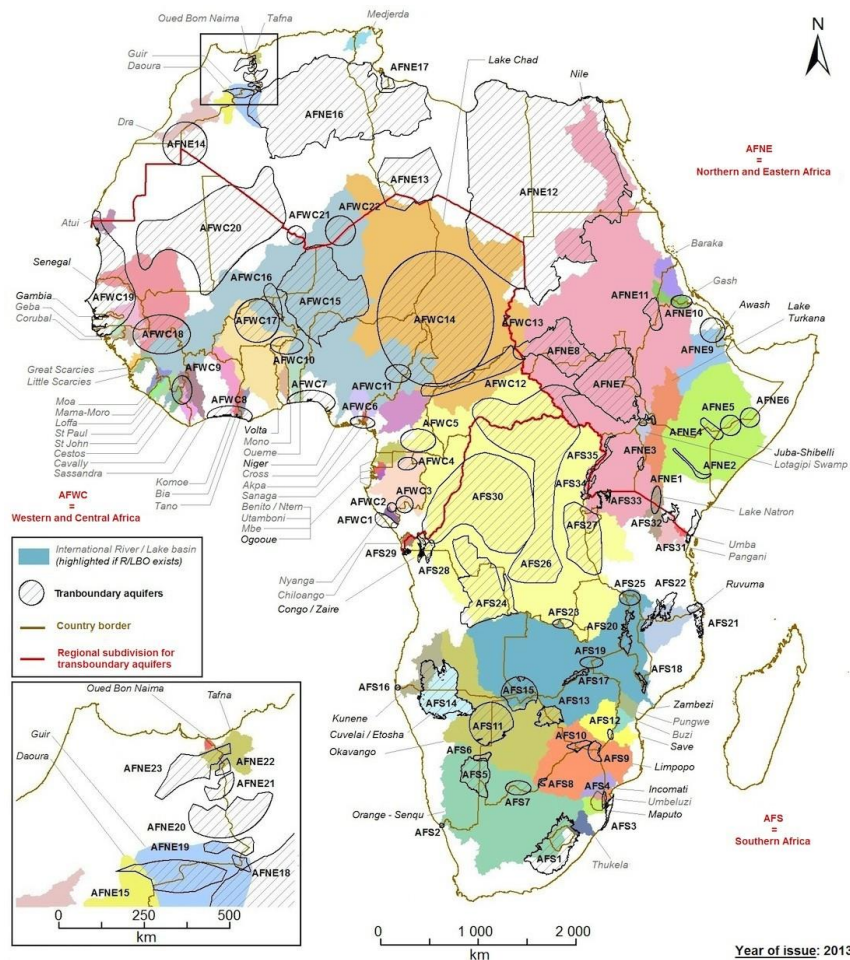 Oued Bom Naima
Tafna
Medjerda
N
Guir
Daoura
AFNE17
Lake Chad
Nile
AFNE16
Dra
AFNE14
AFNE
=
Northern and Eastern Africa
AFNE13
AFNE12
AFWC21
AFWC22
AFWC20
Atui
Baraka
Senegal
AFWC16
Gash
AFWC19
AFWC15
AFNE11
Gambia
Geba
Corubal
AFWC17
AFWC14
AFWC13
AFNE10
Awash
Lake
Turkana
AFWC18
AFNE8
AFNE9
Great Scarcies
Little Scarcies
AFWC9
AFWC10
AFWC11
AFWC12
AFNE7
AFNE6
AFNE5
Moa
Mama-Moro
Loffa
St Paul
St John
Cestos
Cavally
Sassandra
AFWC8
AFWC7
AFWC6
AFWC5
AFNE4
AFNE3
AFNE2
Juba-Shibelli
Lotagipi Swamp
Volta
Mono
Oueme
Niger
Cross
Akpa
Sanaga
Benito / Ntem
Utamboni
Mbe
Ogooue
Komoe
Bia
Tano
AFWC4
AFS35
AFS34
AFS30
AFNE1
AFWC
=
Western and Central Africa
AFWC3
AFWC2
AFWC1
AFS33
AFS32
Lake Natron
AFS27
AFS31
Umba
Pangani
AFS29
AFS28
AFS26
Nyanga
Chiloango
Congo / Zaire
AFS25
AFS22
Ruvuma
AFS24
AFS23
AFS20
AFS21
International River / Lake basin
(highlighted if R/LBO exists)
Tranboundary aquifers
Country border
Regional subdivision for
transboundary aquifers
AFS19
AFS18
AFS17
AFS16
AFS15
AFS14
AFS13
Kunene
Cuvelai / Etosha
Okavango
Zambezi
Pungwe
Buzi
Save
AFS12
AFS11
AFS10
AFS9
Limpopo
AFS6
AFS5
AFS8
AFS7
AFS4
Incomati
Umbeluzi
Maputo
Orange - Senqu
AFS2
AFS3
AFS1
Thukela
AFS
=
Southern Africa
Oued Bon Naima
Tafna
Guir
Daoura
AFNE23
AFNE22
AFNE21
AFNE20
AFNE19
AFNE18
AFNE15
0 250 500
km
0 1 000 2 000
km
Year of issue: 2013